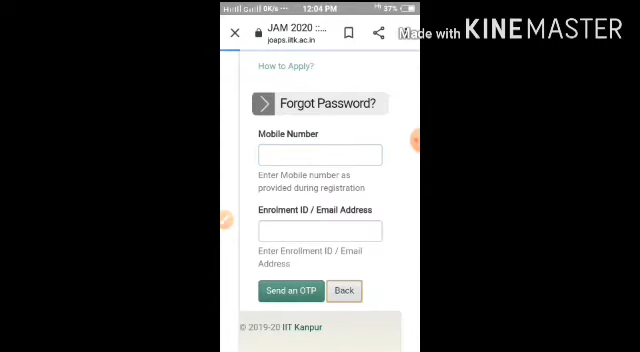 0K/s ... 12:04 PM 37%
JAM 2020 ::...
joaps.iitk.ac.in
Made with KINEMASTER
How to Apply?
Forgot Password?
Mobile Number
Enter Mobile number as
provided during registration
Enrolment ID / Email Address
Enter Enrollment ID / Email
Address
Send an OTP Back
© 2019-20 IIT Kanpur